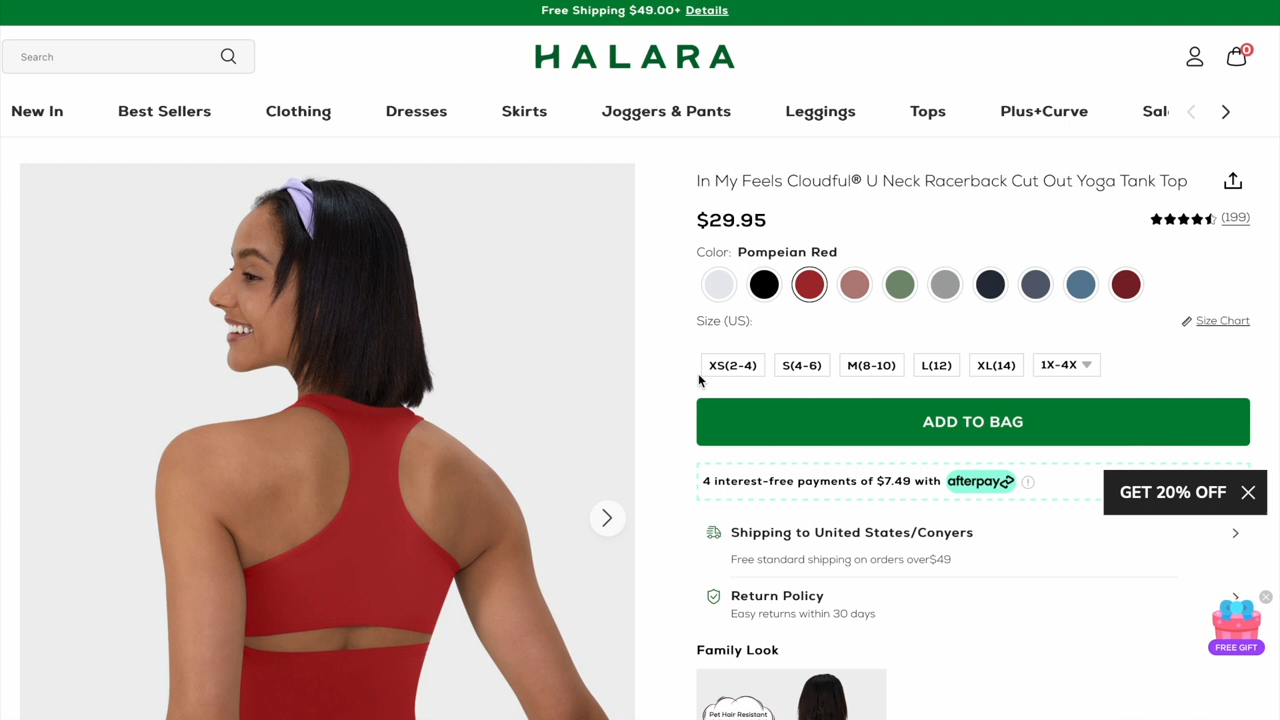 Free Shipping $49.00+ Details
Search
HALARA
0
New In Best Sellers Clothing Dresses Skirts Joggers & Pants Leggings Tops Plus+Curve Sal
In My Feels Cloudful® U Neck Racerback Cut Out Yoga Tank Top
$29.95
(199)
Color: Pompeian Red
Size (US):
Size Chart
XS(2-4) S(4-6) M(8-10) L(12) XL(14) 1X-4X
ADD TO BAG
4 interest-free payments of $7.49 with afterpay
GET 20% OFF
Shipping to United States/Conyers
Free standard shipping on orders over$49
Return Policy
Easy returns within 30 days
FREE GIFT
Family Look
Pet Hair Resistant